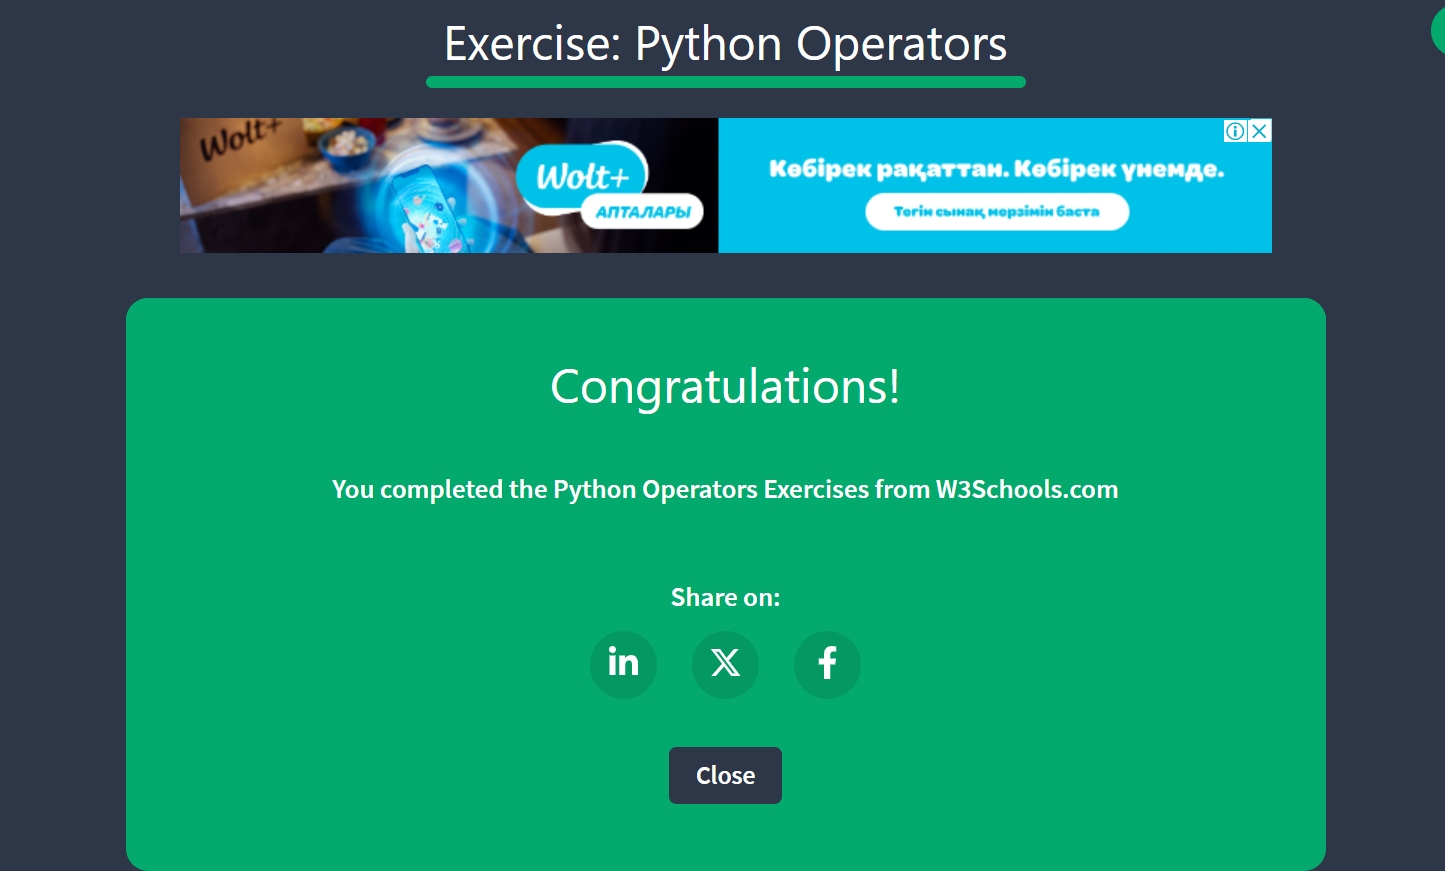 Exercise: Python Operators
Wolt+
Wolt+
АПТАЛАРЫ
Көбірек рақаттан. Көбірек үнемде.
Тегін сынақ мерзімін баста
Congratulations!
You completed the Python Operators Exercises from W3Schools.com
Share on:
Close